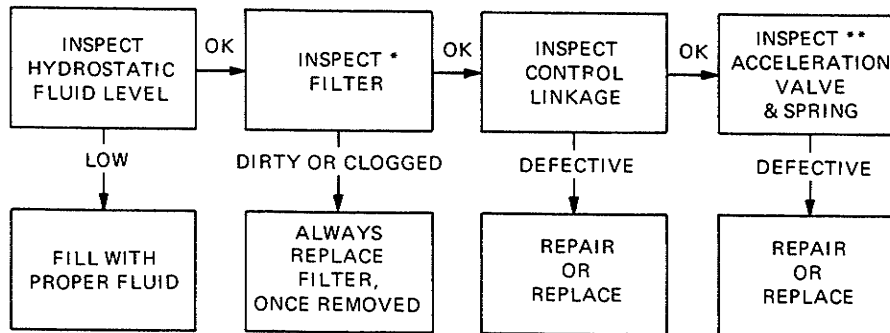 INSPECT
HYDROSTATIC
FLUID LEVEL
OK
INSPECT *
FILTER
OK
INSPECT
CONTROL
LINKAGE
OK
INSPECT **
ACCELERATION
VALVE
& SPRING
LOW
DIRTY OR CLOGGED
DEFECTIVE
DEFECTIVE
FILL WITH
PROPER FLUID
ALWAYS
REPLACE
FILTER,
ONCE REMOVED
REPAIR
OR
REPLACE
REPAIR
OR
REPLACE